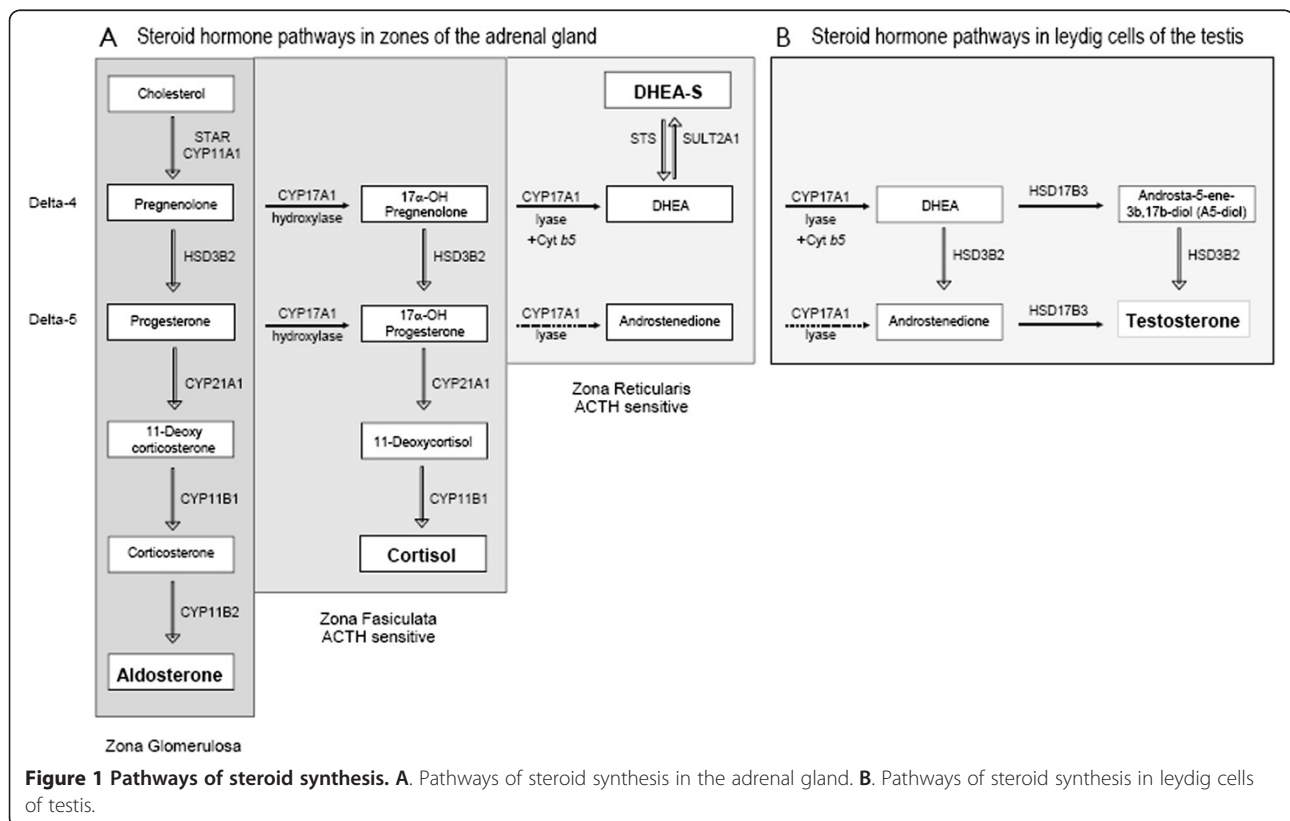 A Steroid hormone pathways in zones of the adrenal gland
Cholesterol
STAR
CYP11A1
Delta-4
Pregnenolone
HSD3B2
Delta-5
Progesterone
CYP21A1
11-Deoxy
corticosterone
CYP11B1
Corticosterone
CYP11B2
Aldosterone
Zona Glomerulosa
CYP17A1
hydroxylase
17α-OH
Pregnenolone
HSD3B2
CYP17A1
hydroxylase
17α-OH
Progesterone
CYP21A1
11-Deoxycortisol
CYP11B1
Cortisol
Zona Fasiculata
ACTH sensitive
DHEA-S
STS
SULT2A1
CYP17A1
lyase
+Cyt b5
DHEA
CYP17A1
lyase
Androstenedione
Zona Reticularis
ACTH sensitive
B Steroid hormone pathways in leydig cells of the testis
CYP17A1
lyase
+Cyt b5
DHEA
HSD17B3
Androsta-5-ene-
3b,17b-diol (A5-diol)
HSD3B2
HSD3B2
CYP17A1
lyase
Androstenedione
HSD17B3
Testosterone
Figure 1 Pathways of steroid synthesis. A. Pathways of steroid synthesis in the adrenal gland. B. Pathways of steroid synthesis in leydig cells
of testis.